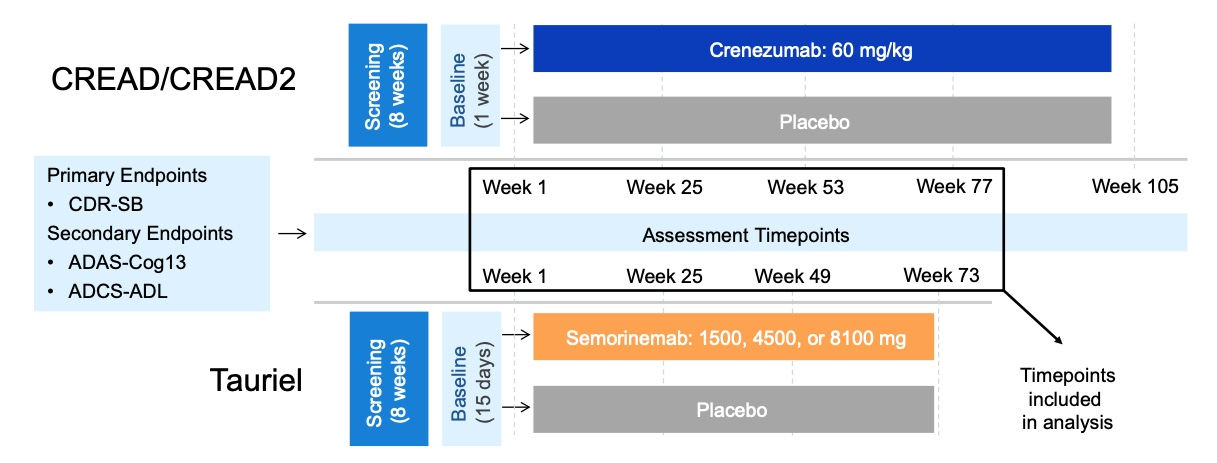 CREAD/CREAD2
Screening
(8 weeks)
Baseline
(1 week)
Crenezumab: 60 mg/kg
Placebo
Primary Endpoints
• CDR-SB
Secondary Endpoints
• ADAS-Cog13
• ADCS-ADL
Week 1 Week 25 Week 53 Week 77 Week 105
Assessment Timepoints
Week 1 Week 25 Week 49 Week 73
Tauriel
Screening
(8 weeks)
Baseline
(15 days)
Semorinemab: 1500, 4500, or 8100 mg
Placebo
Timepoints
included
in analysis